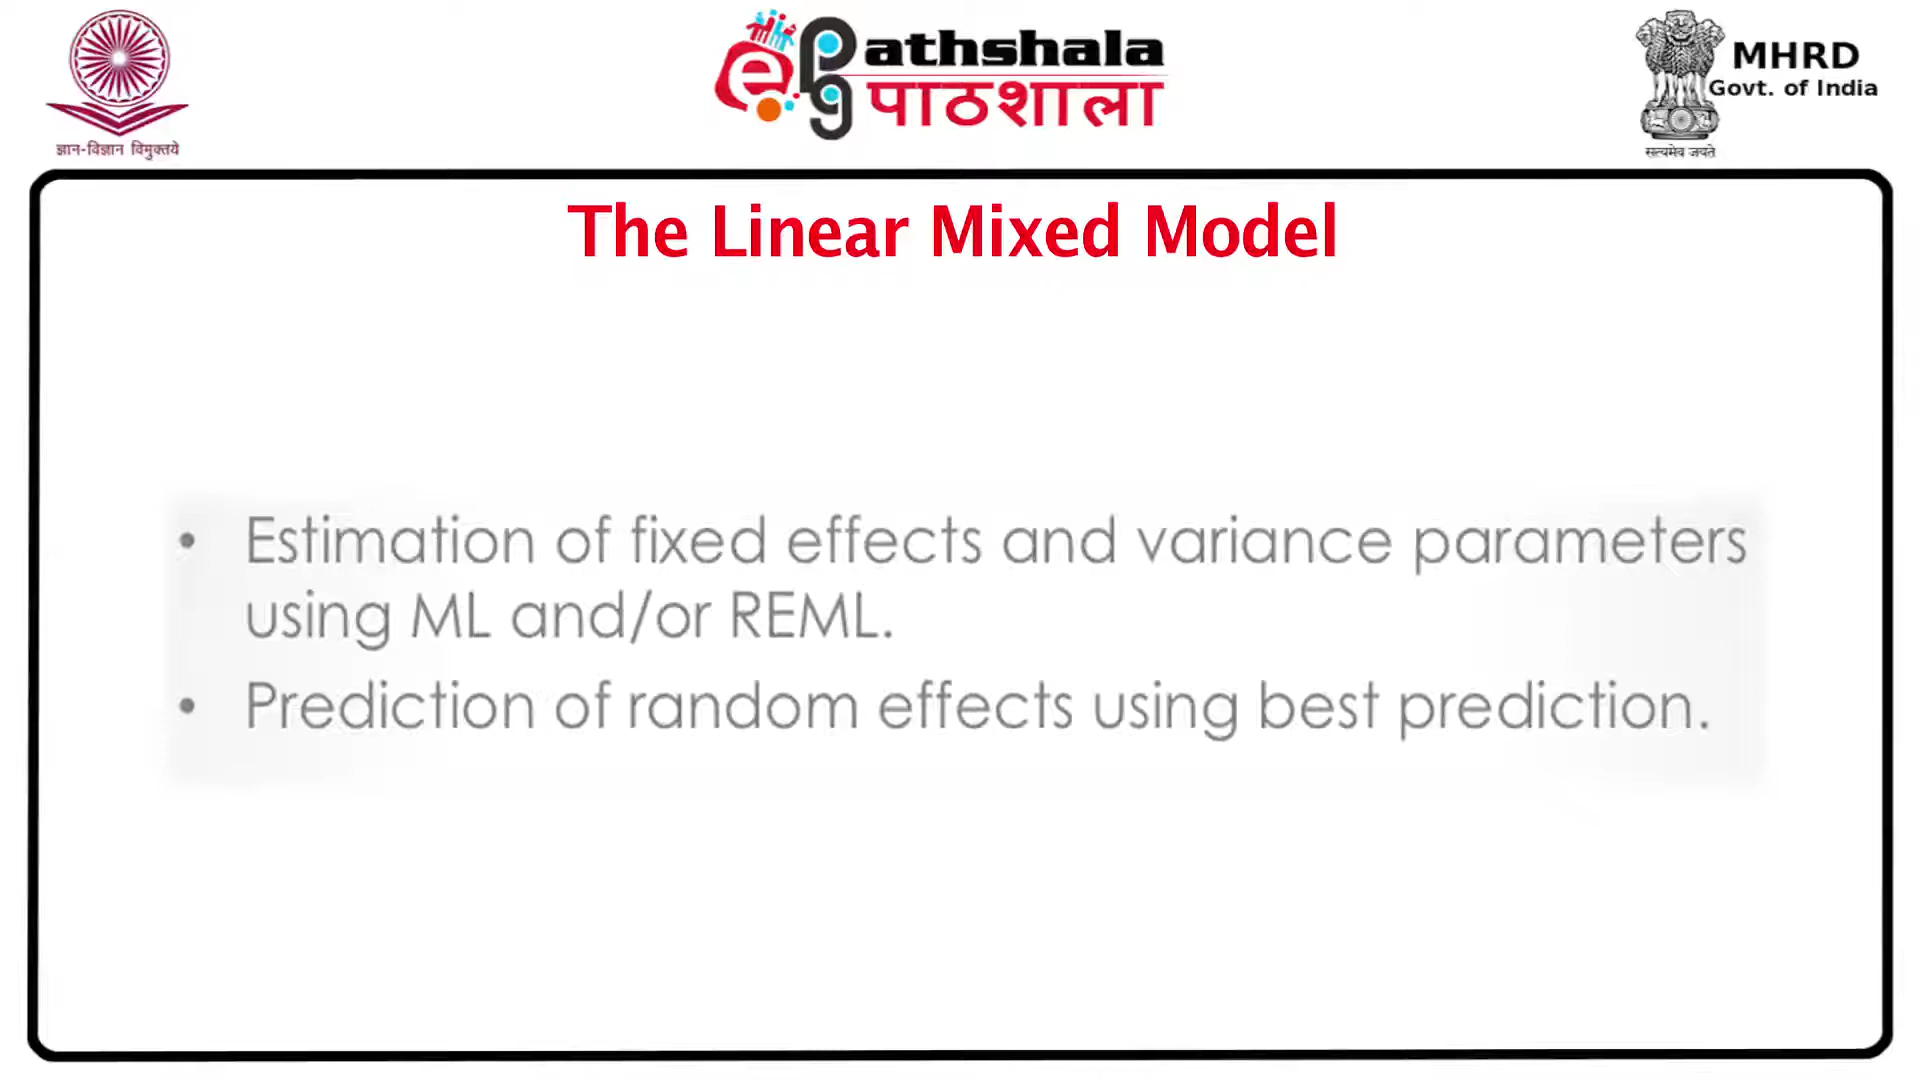 ज्ञान-विज्ञान विमुक्तये
e pg athshala
पाठशाला
MHRD
Govt. of India
सत्यमेव जयते
The Linear Mixed Model
• Estimation of fixed effects and variance parameters
using ML and/or REML.
• Prediction of random effects using best prediction.